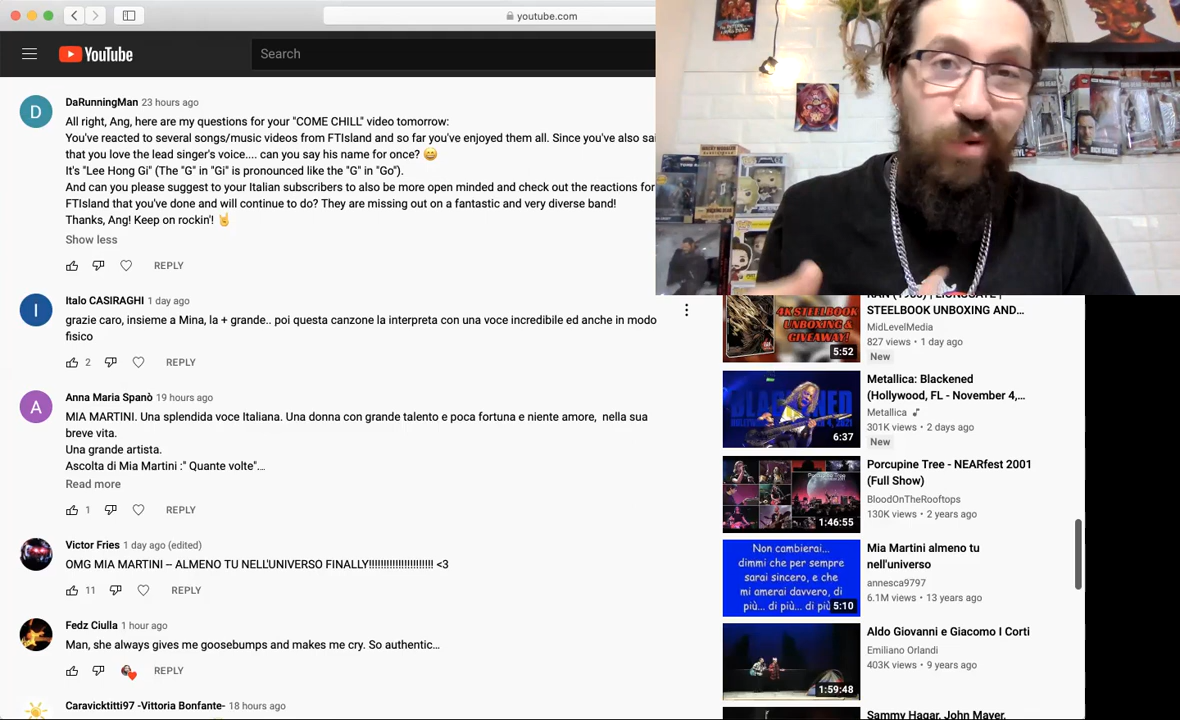 youtube.com
YouTube
Search
D
DaRunningMan 23 hours ago
All right, Ang, here are my questions for your "COME CHILL" video tomorrow:
You've reacted to several songs/music videos from FTIsland and so far you've enjoyed them all. Since you've also sai
that you love the lead singer's voice.... can you say his name for once? 😄
It's "Lee Hong Gi" (The "G" in "Gi" is pronounced like the "G" in "Go").
And can you please suggest to your Italian subscribers to also be more open minded and check out the reactions for
FTIsland that you've done and will continue to do? They are missing out on a fantastic and very diverse band!
Thanks, Ang! Keep on rockin'! 🤘
Show less
REPLY
I
Italo CASIRAGHI 1 day ago
grazie caro, insieme a Mina, la + grande.. poi questa canzone la interpreta con una voce incredibile ed anche in modo
fisico
2 REPLY
A
Anna Maria Spanò 19 hours ago
MIA MARTINI. Una splendida voce Italiana. Una donna con grande talento e poca fortuna e niente amore, nella sua
breve vita.
Una grande artista.
Ascolta di Mia Martini :" Quante volte"...
Read more
1 REPLY
Victor Fries 1 day ago (edited)
OMG MIA MARTINI -- ALMENO TU NELL'UNIVERSO FINALLY!!!!!!!!!!!!!!!!!!!!!! <3
11 REPLY
Fedz Ciulla 1 hour ago
Man, she always gives me goosebumps and makes me cry. So authentic...
REPLY
Caravicktitti97 -Vittoria Bonfante- 18 hours ago
4K STEELBOOK
UNBOXING &
GIVEAWAY!
5:52
RAN (1985) | LIONSGATE |
STEELBOOK UNBOXING AND...
MidLevelMedia
827 views • 1 day ago
New
BLACKENED
6:37
Metallica: Blackened
(Hollywood, FL - November 4,...
Metallica
301K views • 2 days ago
New
1:46:55
Porcupine Tree - NEARfest 2001
(Full Show)
BloodOnTheRooftops
130K views • 2 years ago
Non cambierai...
dimmi che per sempre
sarai sincero, e che
mi amerai davvero, di
più... di più... di più
5:10
Mia Martini almeno tu
nell'universo
annesca9797
6.1M views • 13 years ago
1:59:48
Aldo Giovanni e Giacomo I Corti
Emiliano Orlandi
403K views • 9 years ago
Sammy Hagar, John Mayer,
RICK GRIMES